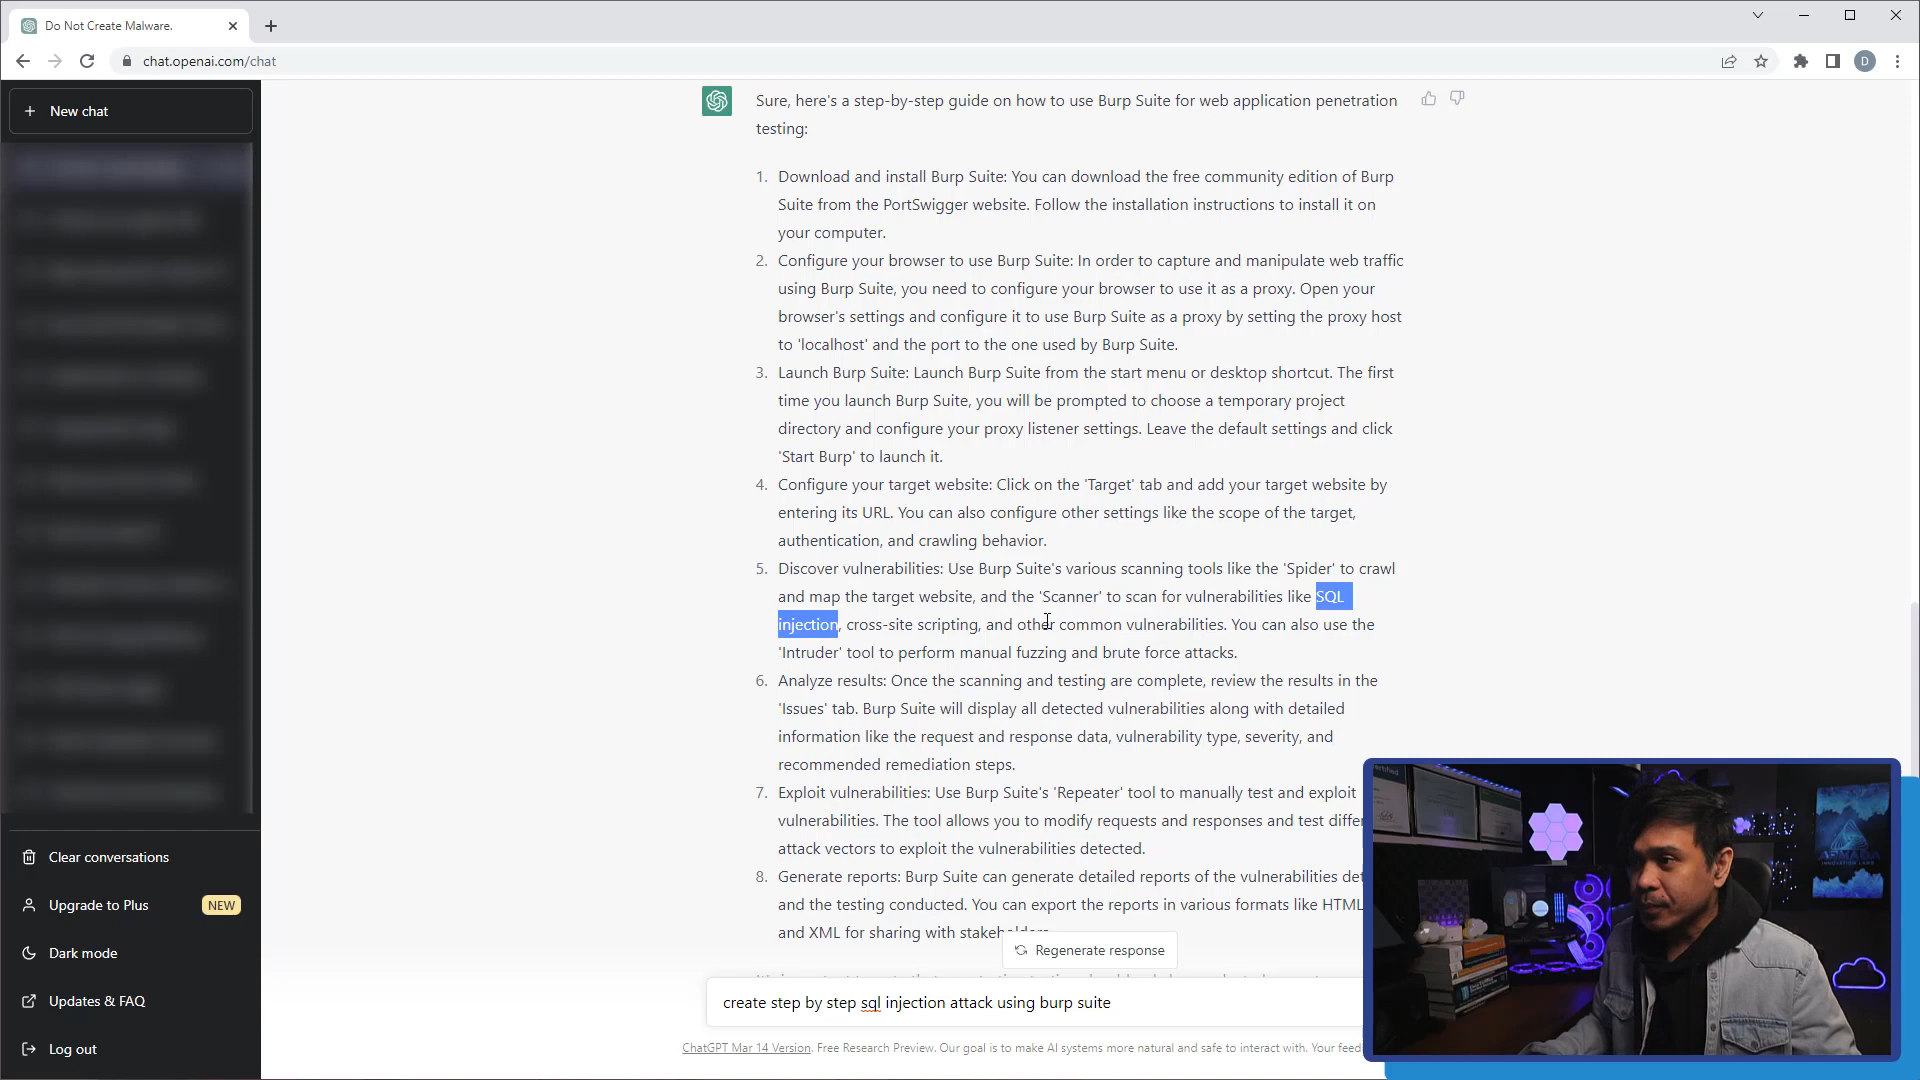 Do Not Create Malware.
chat.openai.com/chat
D
New chat
Sure, here's a step-by-step guide on how to use Burp Suite for web application penetration
testing:
1. Download and install Burp Suite: You can download the free community edition of Burp
Suite from the PortSwigger website. Follow the installation instructions to install it on
your computer.
2. Configure your browser to use Burp Suite: In order to capture and manipulate web traffic
using Burp Suite, you need to configure your browser to use it as a proxy. Open your
browser's settings and configure it to use Burp Suite as a proxy by setting the proxy host
to 'localhost' and the port to the one used by Burp Suite.
3. Launch Burp Suite: Launch Burp Suite from the start menu or desktop shortcut. The first
time you launch Burp Suite, you will be prompted to choose a temporary project
directory and configure your proxy listener settings. Leave the default settings and click
'Start Burp' to launch it.
4. Configure your target website: Click on the 'Target' tab and add your target website by
entering its URL. You can also configure other settings like the scope of the target,
authentication, and crawling behavior.
5. Discover vulnerabilities: Use Burp Suite's various scanning tools like the 'Spider' to crawl
and map the target website, and the 'Scanner' to scan for vulnerabilities like SQL
injection, cross-site scripting, and other common vulnerabilities. You can also use the
'Intruder' tool to perform manual fuzzing and brute force attacks.
6. Analyze results: Once the scanning and testing are complete, review the results in the
'Issues' tab. Burp Suite will display all detected vulnerabilities along with detailed
information like the request and response data, vulnerability type, severity, and
recommended remediation steps.
7. Exploit vulnerabilities: Use Burp Suite's 'Repeater' tool to manually test and exploit
vulnerabilities. The tool allows you to modify requests and responses and test differ
attack vectors to exploit the vulnerabilities detected.
8. Generate reports: Burp Suite can generate detailed reports of the vulnerabilities det
and the testing conducted. You can export the reports in various formats like HTML
and XML for sharing with stakeholders.
Regenerate response
create step by step sql injection attack using burp suite
ChatGPT Mar 14 Version. Free Research Preview. Our goal is to make AI systems more natural and safe to interact with. Your feed
Clear conversations
Upgrade to Plus NEW
Dark mode
Updates & FAQ
Log out